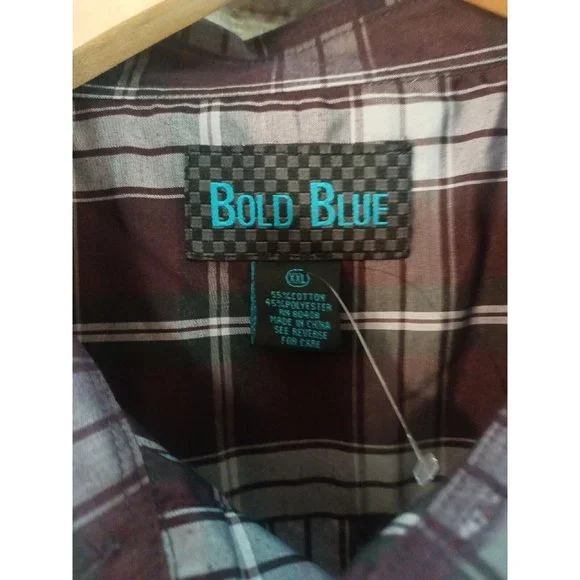 BOLD BLUE
XXL
55%COTTON
45%POLYESTER
RN 80408
MADE IN CHINA
SEE REVERSE
FOR CARE